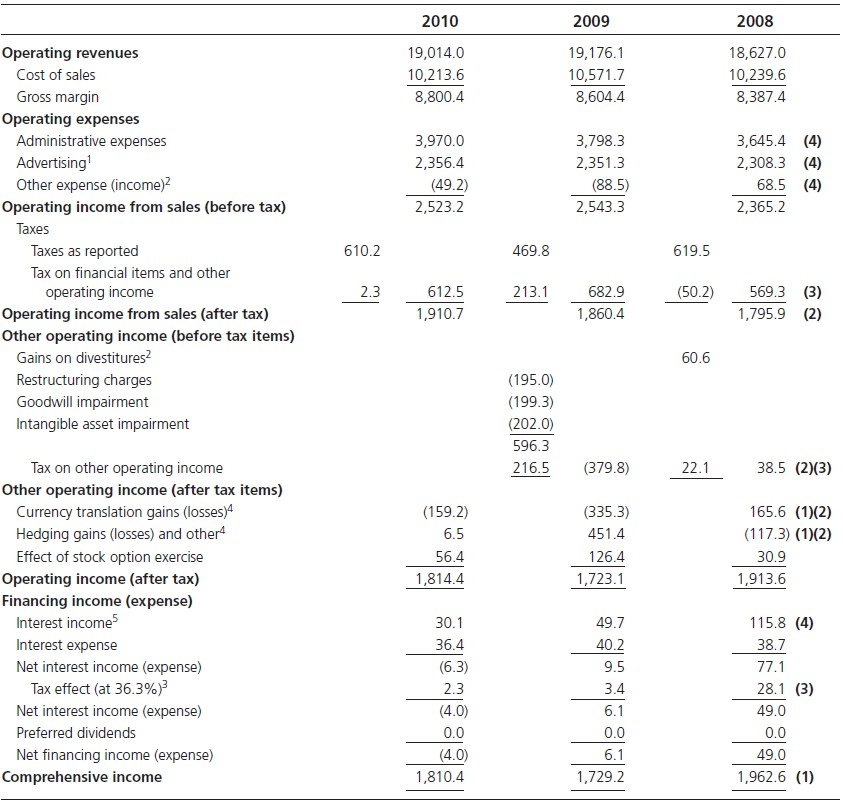 2010 2009 2008
Operating revenues 19,014.0 19,176.1 18,627.0
Cost of sales 10,213.6 10,571.7 10,239.6
Gross margin 8,800.4 8,604.4 8,387.4
Operating expenses
Administrative expenses 3,970.0 3,798.3 3,645.4 (4)
Advertising¹ 2,356.4 2,351.3 2,308.3 (4)
Other expense (income)² (49.2) (88.5) 68.5 (4)
Operating income from sales (before tax) 2,523.2 2,543.3 2,365.2
Taxes
Taxes as reported 610.2 469.8 619.5
Tax on financial items and other
operating income 2.3 612.5 213.1 682.9 (50.2) 569.3 (3)
Operating income from sales (after tax) 1,910.7 1,860.4 1,795.9 (2)
Other operating income (before tax items)
Gains on divestitures² 60.6
Restructuring charges (195.0)
Goodwill impairment (199.3)
Intangible asset impairment (202.0)
596.3
Tax on other operating income 216.5 (379.8) 22.1 38.5 (2)(3)
Other operating income (after tax items)
Currency translation gains (losses)⁴ (159.2) (335.3) 165.6 (1)(2)
Hedging gains (losses) and other⁴ 6.5 451.4 (117.3) (1)(2)
Effect of stock option exercise 56.4 126.4 30.9
Operating income (after tax) 1,814.4 1,723.1 1,913.6
Financing income (expense)
Interest income⁵ 30.1 49.7 115.8 (4)
Interest expense 36.4 40.2 38.7
Net interest income (expense) (6.3) 9.5 77.1
Tax effect (at 36.3%)³ 2.3 3.4 28.1 (3)
Net interest income (expense) (4.0) 6.1 49.0
Preferred dividends 0.0 0.0 0.0
Net financing income (expense) (4.0) 6.1 49.0
Comprehensive income 1,810.4 1,729.2 1,962.6 (1)